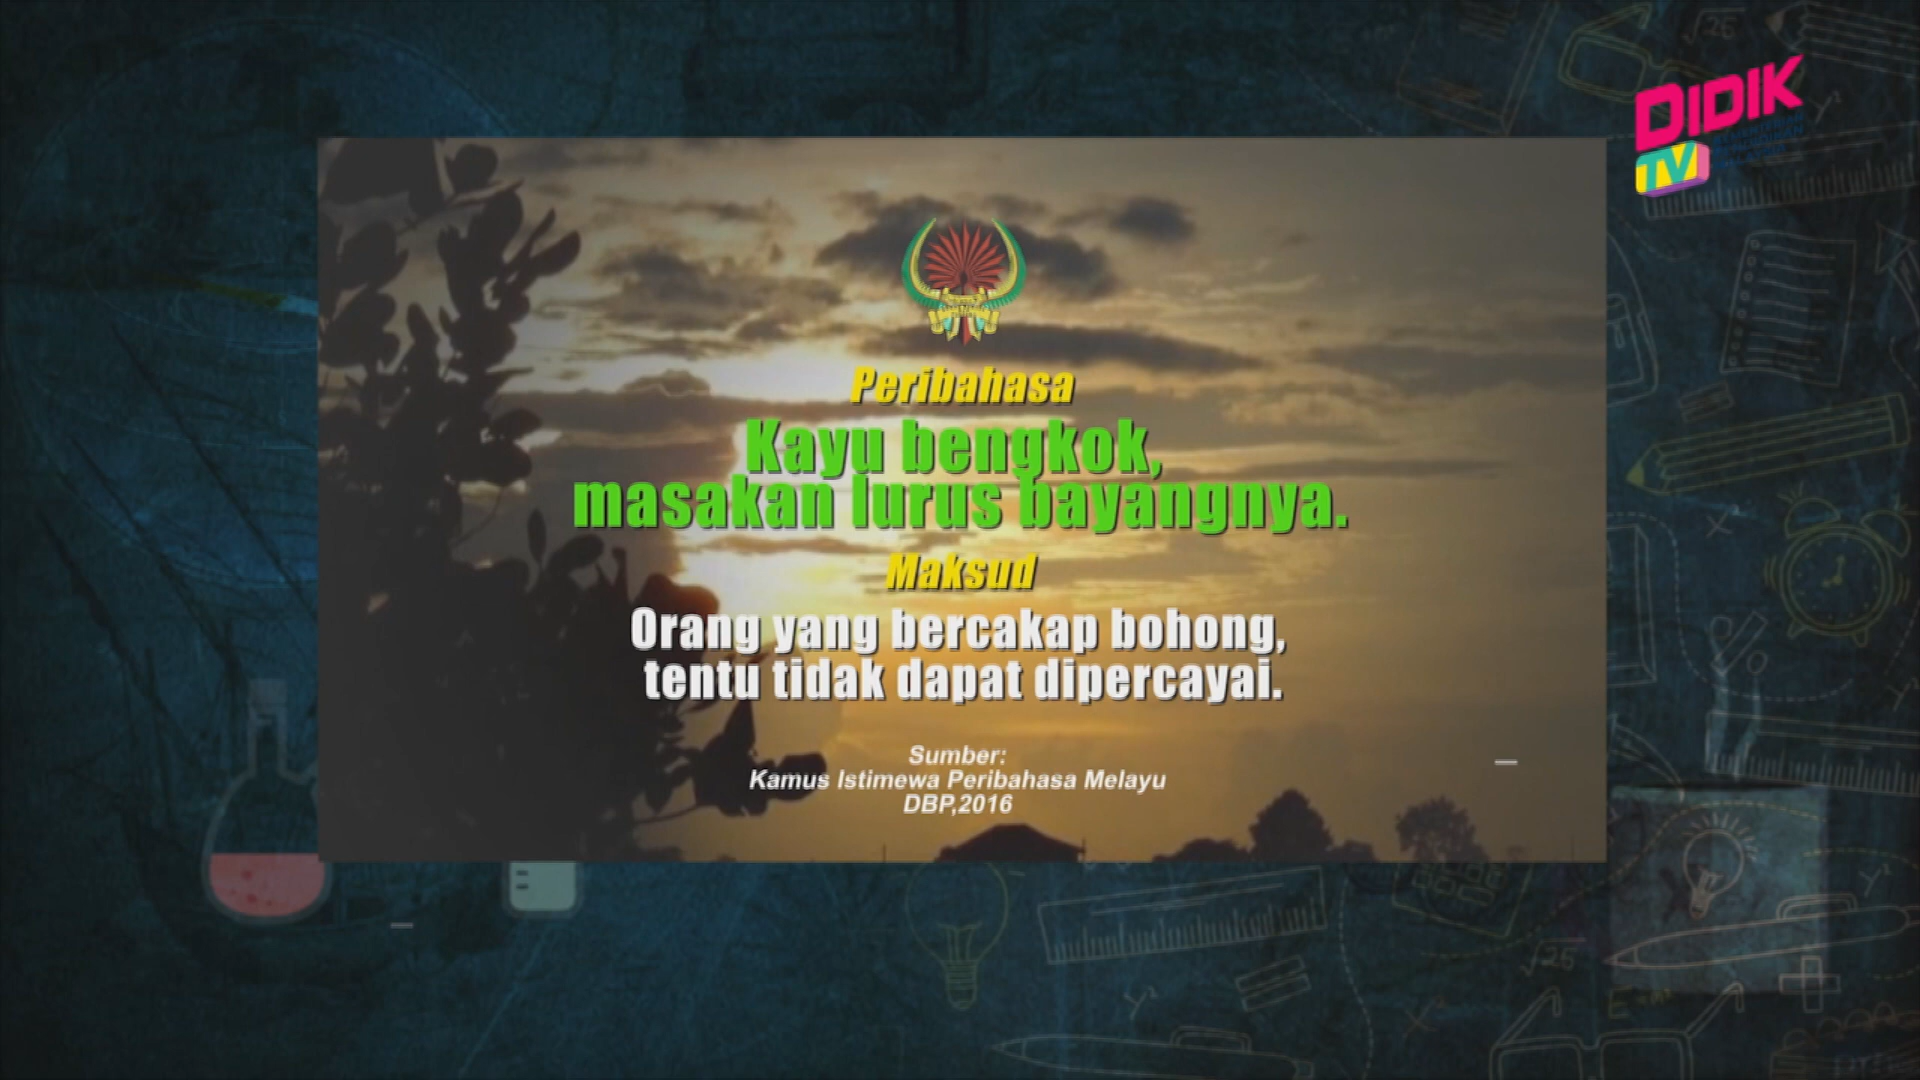 DIDIK
TV
Peribahasa
Kayu bengkok,
masakan lurus bayangnya.
Maksud
Orang yang bercakap bohong,
tentu tidak dapat dipercayai.
Sumber:
Kamus Istimewa Peribahasa Melayu
DBP,2016